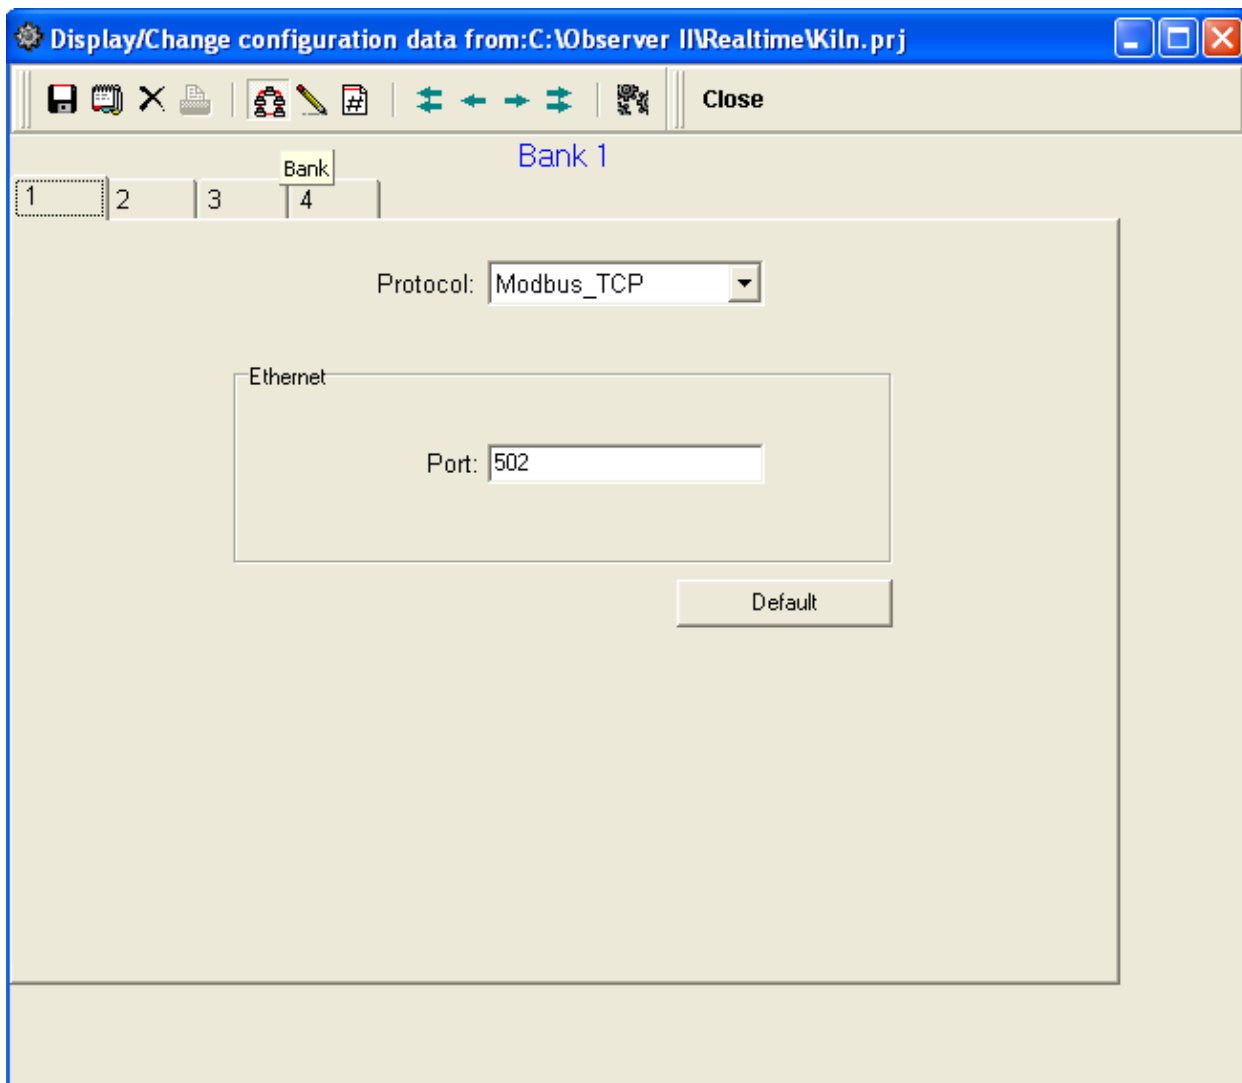 Display/Change configuration data from:C:\Observer II\Realtime\Kiln.prj
Close
Bank 1
Bank
1 2 3 4
Protocol: Modbus_TCP
Ethernet
Port: 502
Default